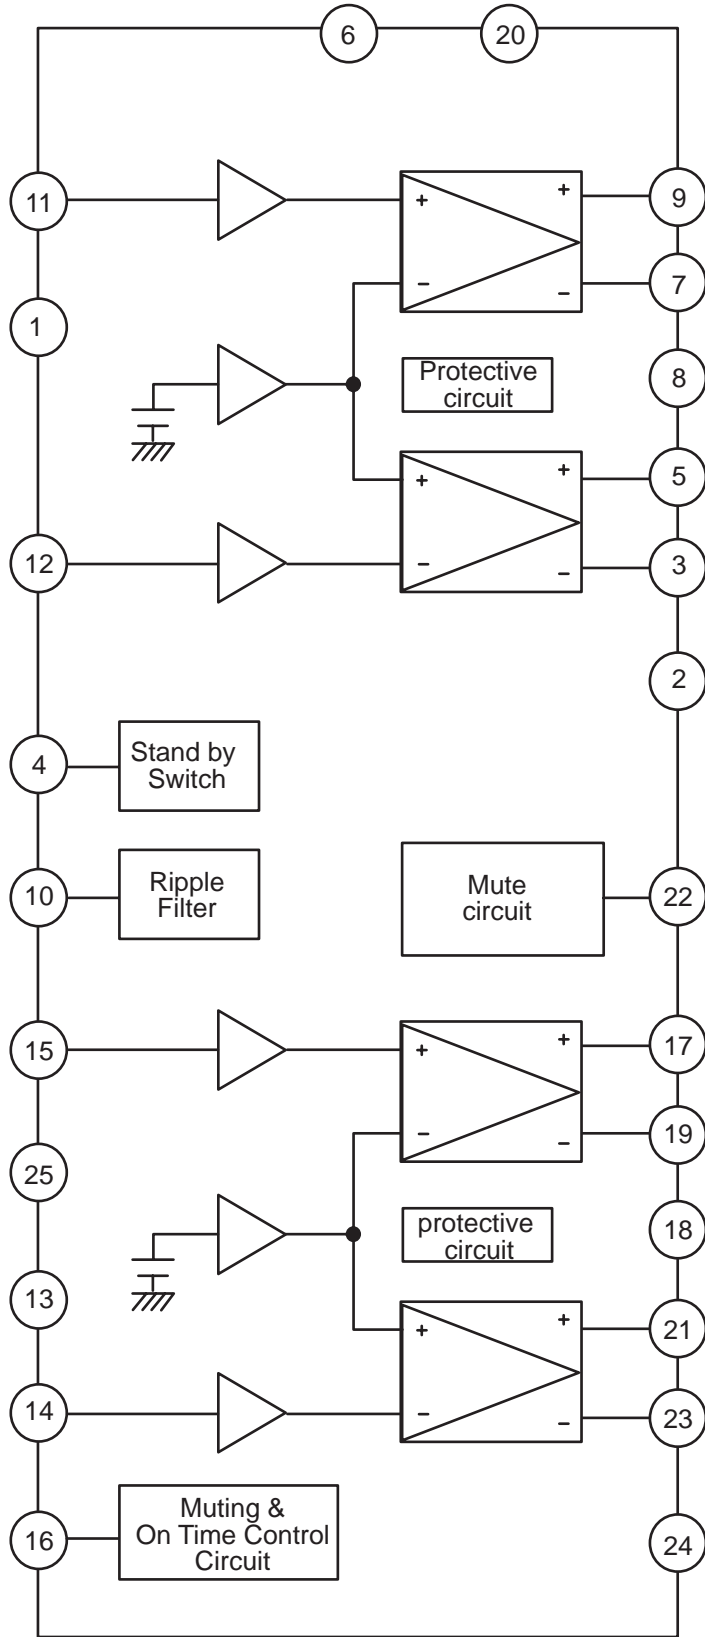 6 20
11 + + 9
1 − − 7
Protective
circuit
8
+ + 5
12 − − 3
2
4 Stand by
Switch
10 Ripple
Filter
Mute
circuit
22
15 + + 17
25 − − 19
protective
circuit
18
13 + + 21
14 − − 23
16 Muting &
On Time Control
Circuit
24